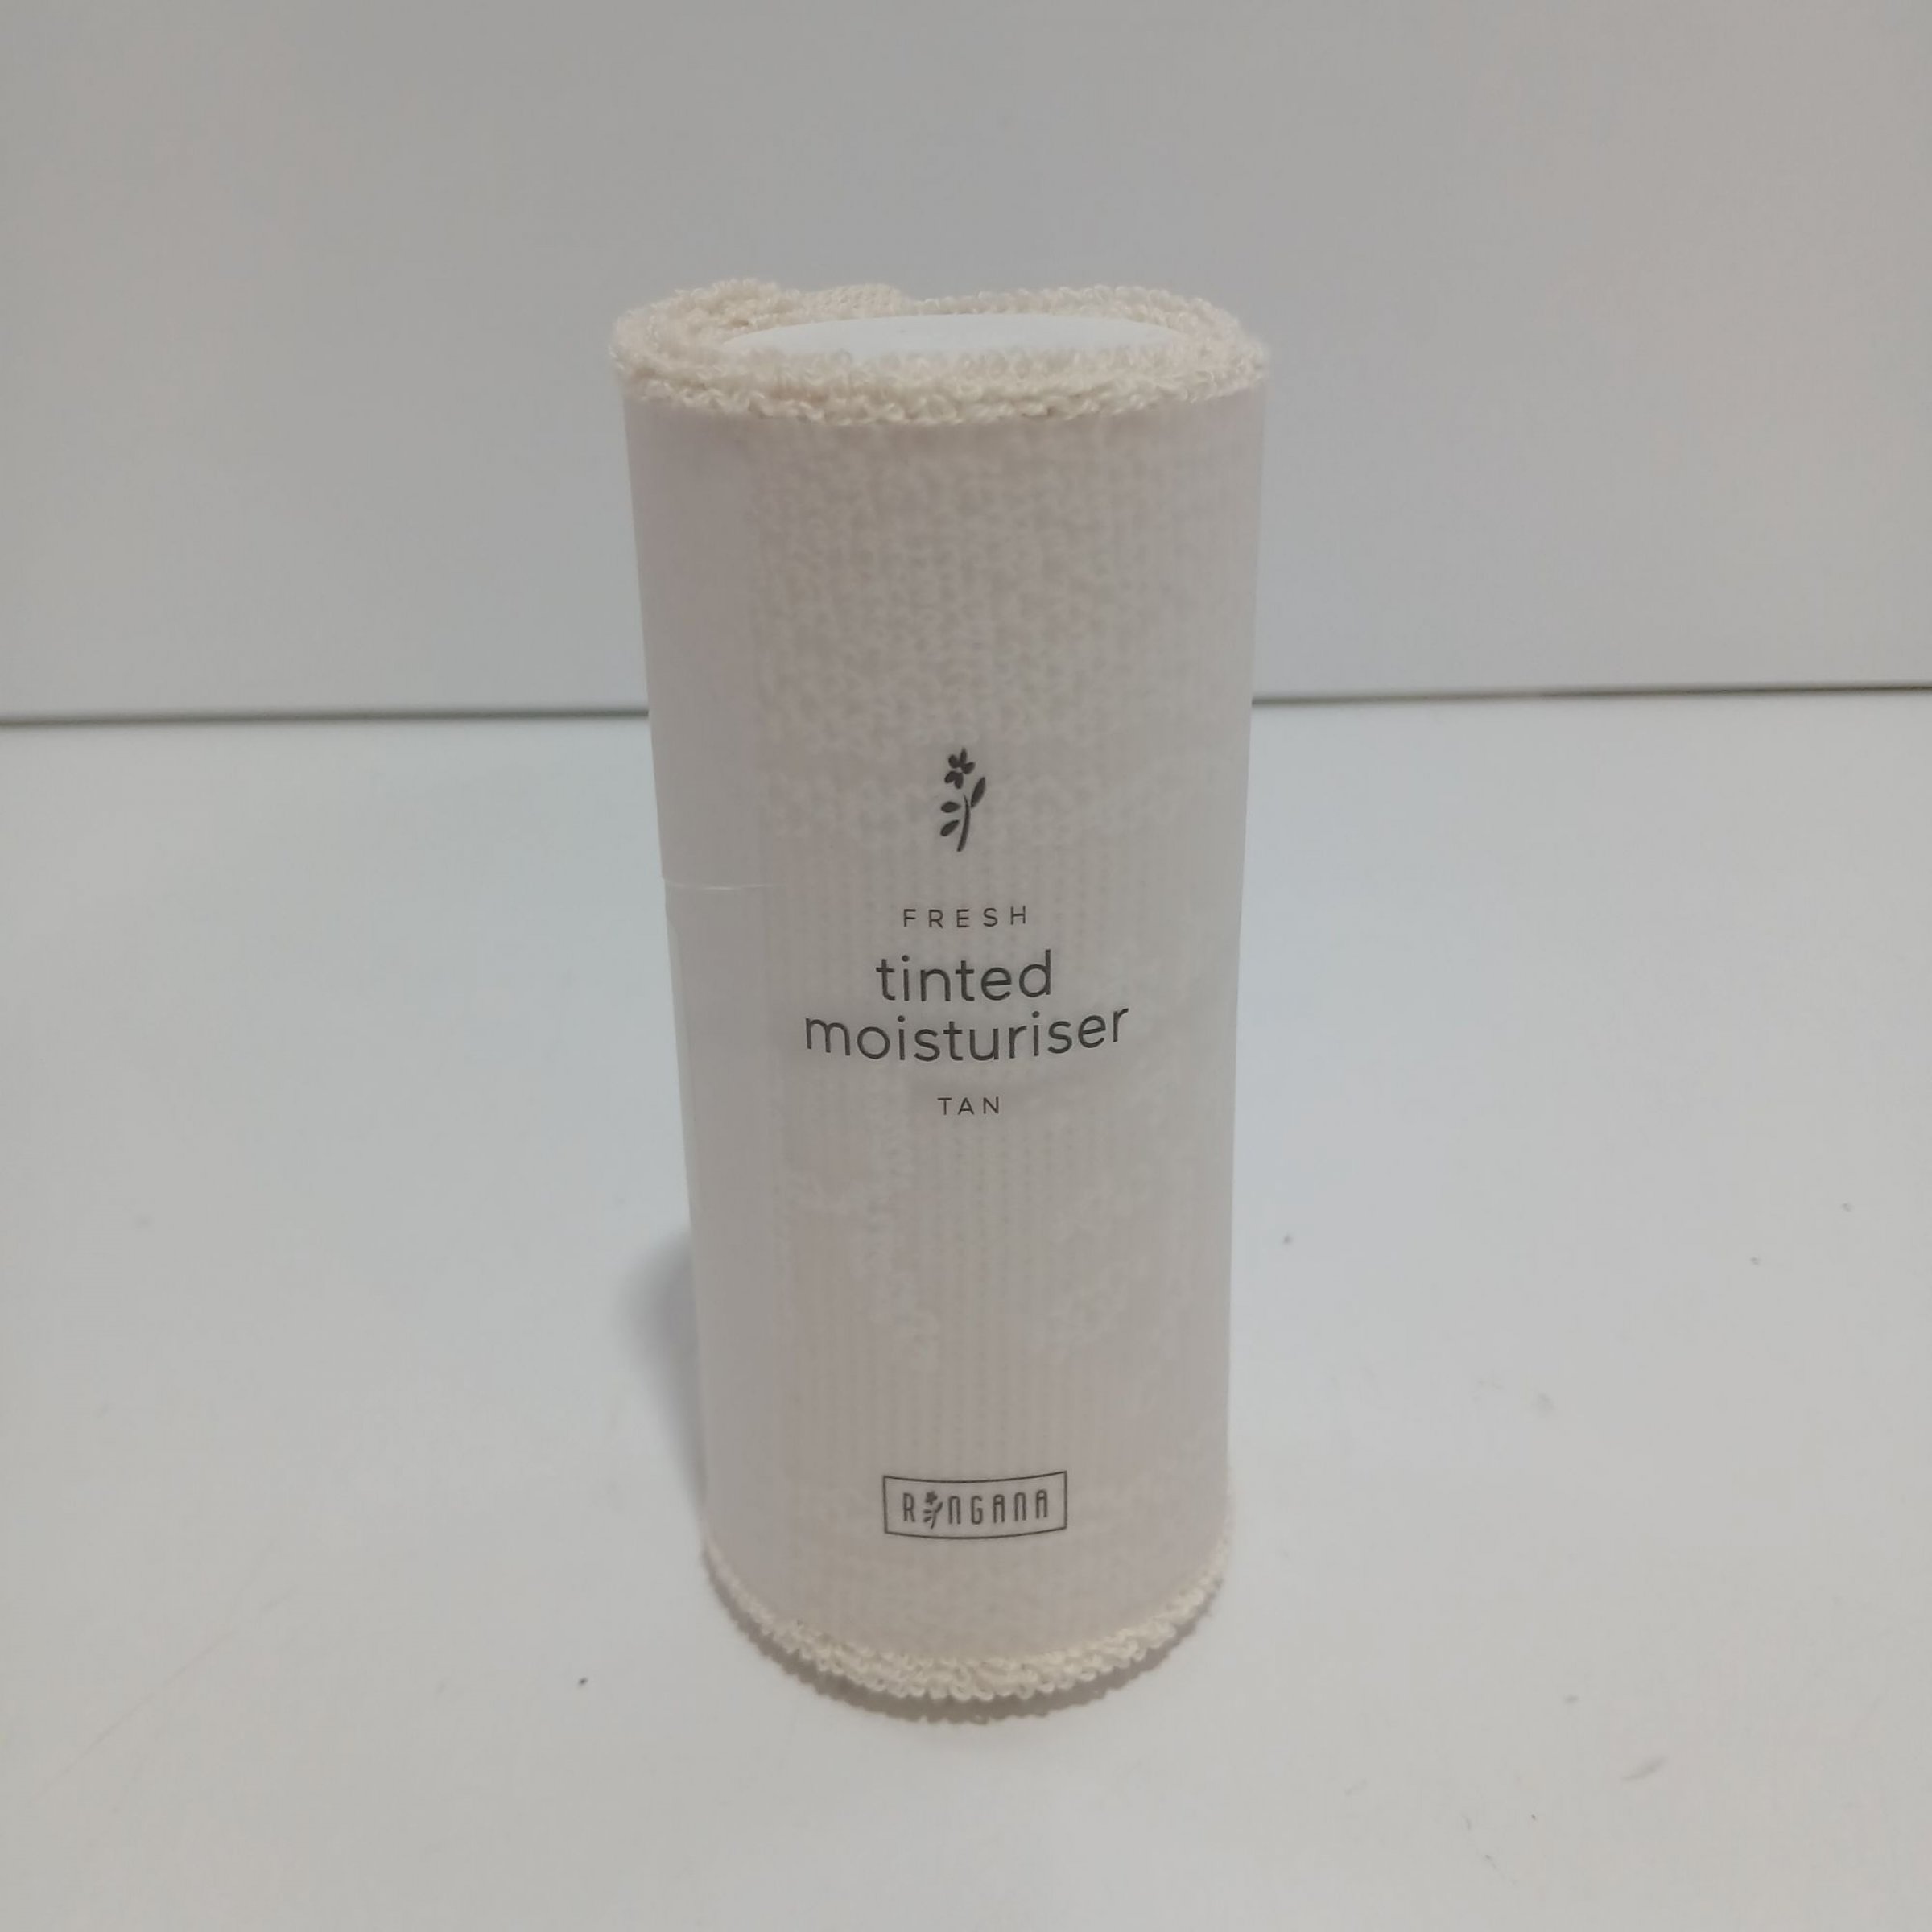 FRESH
tinted
moisturiser
TAN
RINGANA